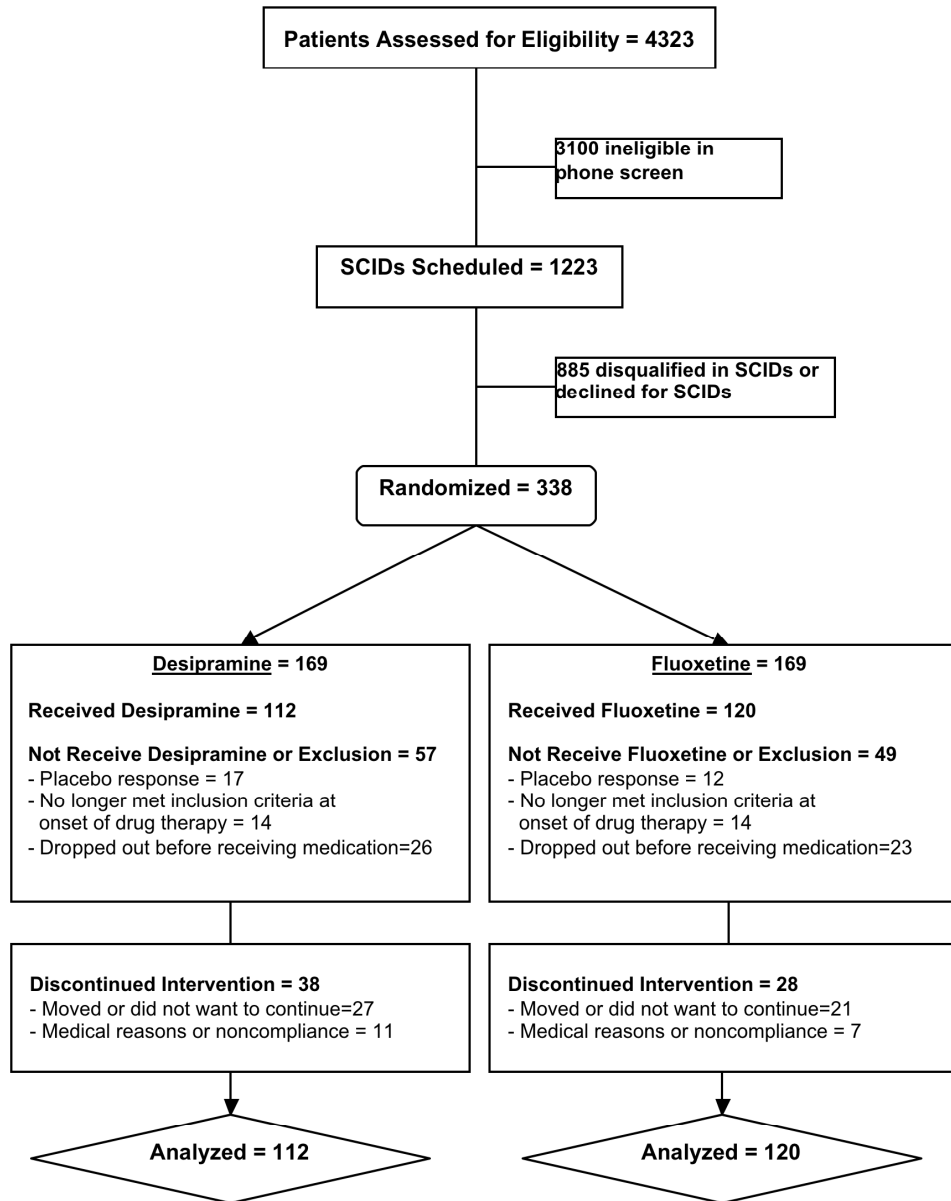 Patients Assessed for Eligibility = 4323
3100 ineligible in
phone screen
SCIDs Scheduled = 1223
885 disqualified in SCIDs or
declined for SCIDs
Randomized = 338
Desipramine = 169
Received Desipramine = 112
Not Receive Desipramine or Exclusion = 57
- Placebo response = 17
- No longer met inclusion criteria at
onset of drug therapy = 14
- Dropped out before receiving medication=26
Fluoxetine = 169
Received Fluoxetine = 120
Not Receive Fluoxetine or Exclusion = 49
- Placebo response = 12
- No longer met inclusion criteria at
onset of drug therapy = 14
- Dropped out before receiving medication=23
Discontinued Intervention = 38
- Moved or did not want to continue=27
- Medical reasons or noncompliance = 11
Discontinued Intervention = 28
- Moved or did not want to continue=21
- Medical reasons or noncompliance = 7
Analyzed = 112
Analyzed = 120